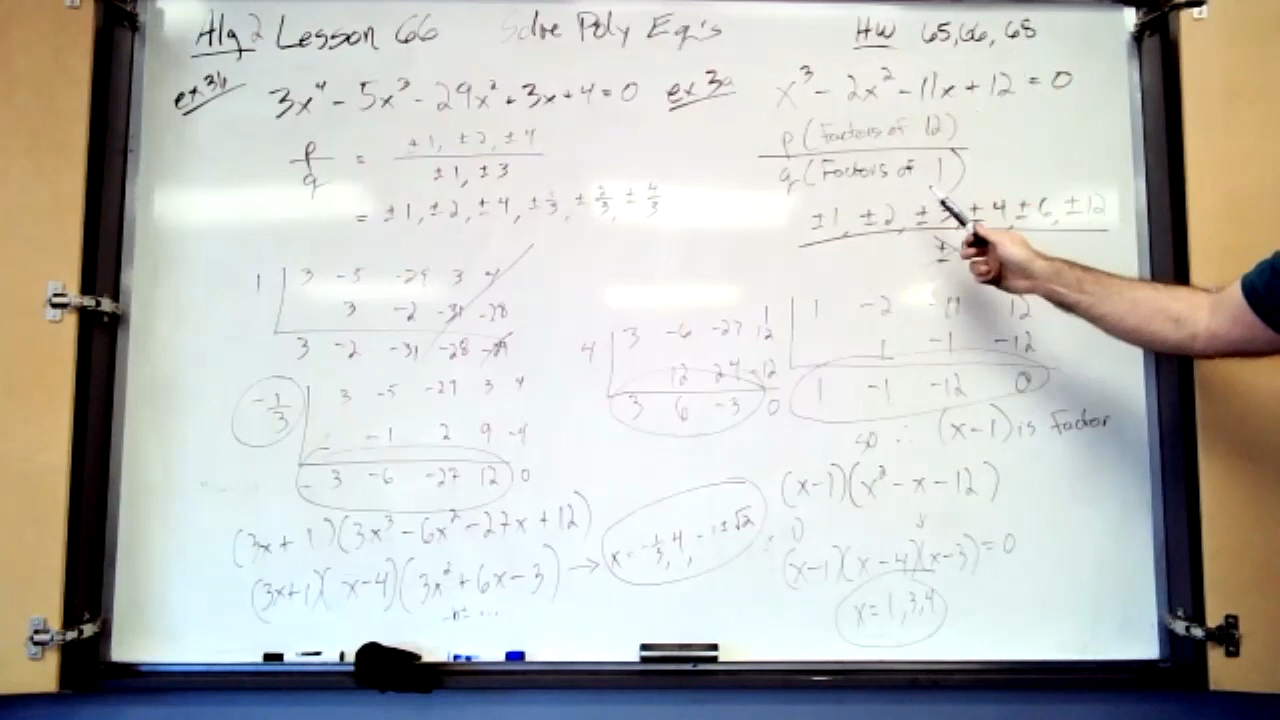 Alg 2 Lesson 66 Solve Poly Eq's HW 65,66,68
ex 3b 3x⁴ - 5x³ - 29x² + 3x + 4 = 0
p/q = ±1, ±2, ±4 / ±1, ±3
= ±1, ±2, ±4, ±1/3, ±2/3, ±4/3
1 | 3 -5 -29 3 4
3 -2 -31 -28
3 -2 -31 -28 -24
-1/3 | 3 -5 -29 3 4
-1 2 9 -4
3 -6 -27 12 0
(3x+1)(3x³-6x²-27x+12)
(3x+1)(x-4)(3x²+6x-3) → x = -1/3, 4, -1±√2
4 | 3 -6 -27 12
12 24 -12
3 6 -3 0
ex 3a x³ - 2x² - 11x + 12 = 0
p (Factors of 12)
q (Factors of 1)
±1, ±2, ±3, ±4, ±6, ±12
±
1 | 1 -2 -11 12
1 -1 -12
1 -1 -12 0
so ∴ (x-1) is factor
(x-1)(x²-x-12)
(x-1)(x-4)(x-3)=0
x = 1,3,4